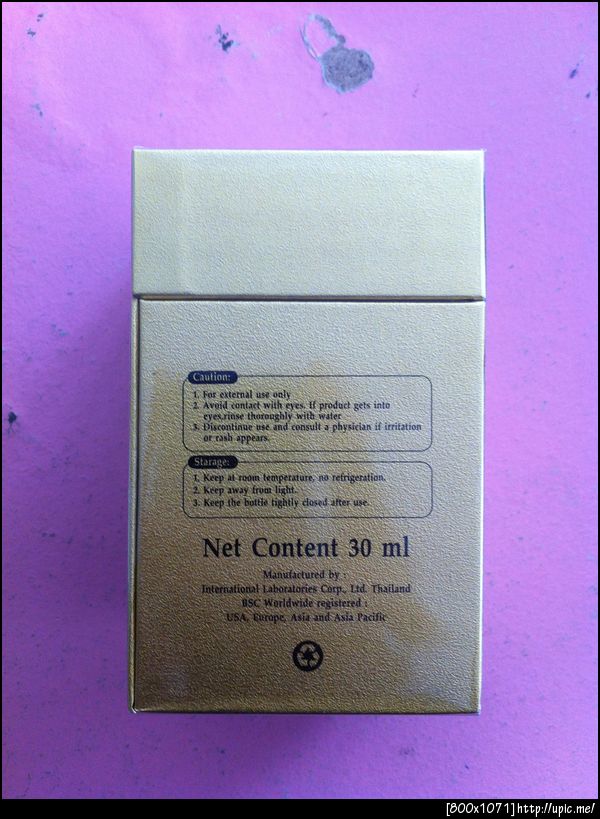 Caution:
1. For external use only
2. Avoid contact with eyes. If product gets into
eyes,rinse thoroughly with water
3. Discontinue use and consult a physician if irritation
or rash appears.
Starage:
1. Keep at room temperature, no refrigeration.
2. Keep away from light.
3. Keep the bottle tightly closed after use.
Net Content 30 ml
Manufactured by :
International Laboratories Corp., Ltd. Thailand
BSC Worldwide registered :
USA, Europe, Asia and Asia Pacific
[800x1071]http://upic.me/